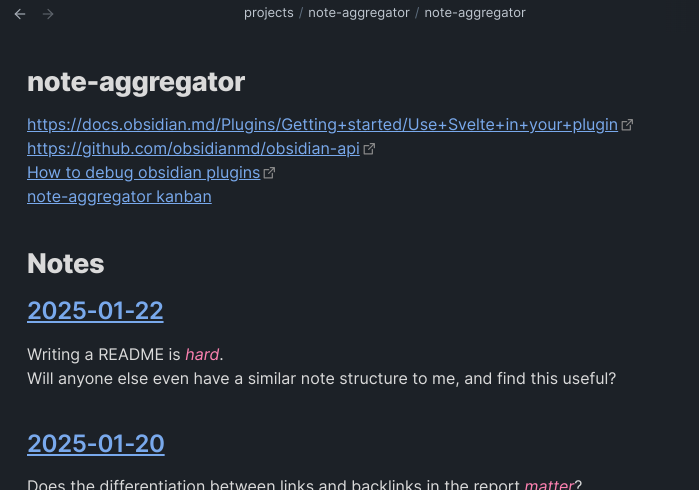 projects / note-aggregator / note-aggregator
note-aggregator
https://docs.obsidian.md/Plugins/Getting+started/Use+Svelte+in+your+plugin
https://github.com/obsidianmd/obsidian-api
How to debug obsidian plugins
note-aggregator kanban
Notes
2025-01-22
Writing a README is hard.
Will anyone else even have a similar note structure to me, and find this useful?
2025-01-20
Does the differentiation between links and backlinks in the report matter?